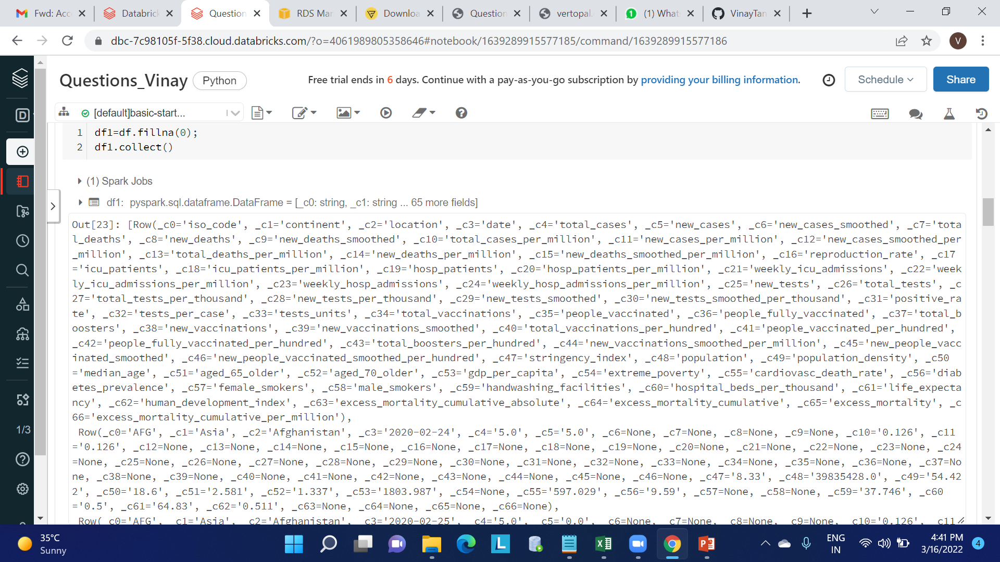 Fwd: Acc
Databrick
Question
RDS Mar
Downloa
Question
vertopal.
(1) Whats
VinayTan
dbc-7c98105f-5f38.cloud.databricks.com/?o=4061989805358646#notebook/1639289915577185/command/1639289915577186
V
Questions_Vinay
Python
Free trial ends in 6 days. Continue with a pay-as-you-go subscription by providing your billing information.
Schedule
Share
D
[default]basic-start...
1 df1=df.fillna(0);
2 df1.collect()
(1) Spark Jobs
df1: pyspark.sql.dataframe.DataFrame = [_c0: string, _c1: string ... 65 more fields]
Out[23]: [Row(_c0='iso_code', _c1='continent', _c2='location', _c3='date', _c4='total_cases', _c5='new_cases', _c6='new_cases_smoothed', _c7='tota
l_deaths', _c8='new_deaths', _c9='new_deaths_smoothed', _c10='total_cases_per_million', _c11='new_cases_per_million', _c12='new_cases_smoothed_per
_million', _c13='total_deaths_per_million', _c14='new_deaths_per_million', _c15='new_deaths_smoothed_per_million', _c16='reproduction_rate', _c17
='icu_patients', _c18='icu_patients_per_million', _c19='hosp_patients', _c20='hosp_patients_per_million', _c21='weekly_icu_admissions', _c22='week
ly_icu_admissions_per_million', _c23='weekly_hosp_admissions', _c24='weekly_hosp_admissions_per_million', _c25='new_tests', _c26='total_tests', _c
27='total_tests_per_thousand', _c28='new_tests_per_thousand', _c29='new_tests_smoothed', _c30='new_tests_smoothed_per_thousand', _c31='positive_ra
te', _c32='tests_per_case', _c33='tests_units', _c34='total_vaccinations', _c35='people_vaccinated', _c36='people_fully_vaccinated', _c37='total_b
oosters', _c38='new_vaccinations', _c39='new_vaccinations_smoothed', _c40='total_vaccinations_per_hundred', _c41='people_vaccinated_per_hundred',
_c42='people_fully_vaccinated_per_hundred', _c43='total_boosters_per_hundred', _c44='new_vaccinations_smoothed_per_million', _c45='new_people_vacc
inated_smoothed', _c46='new_people_vaccinated_smoothed_per_hundred', _c47='stringency_index', _c48='population', _c49='population_density', _c50
='median_age', _c51='aged_65_older', _c52='aged_70_older', _c53='gdp_per_capita', _c54='extreme_poverty', _c55='cardiovasc_death_rate', _c56='diab
etes_prevalence', _c57='female_smokers', _c58='male_smokers', _c59='handwashing_facilities', _c60='hospital_beds_per_thousand', _c61='life_expecta
ncy', _c62='human_development_index', _c63='excess_mortality_cumulative_absolute', _c64='excess_mortality_cumulative', _c65='excess_mortality', _c
66='excess_mortality_cumulative_per_million'),
Row(_c0='AFG', _c1='Asia', _c2='Afghanistan', _c3='2020-02-24', _c4='5.0', _c5='5.0', _c6=None, _c7=None, _c8=None, _c9=None, _c10='0.126', _c11
='0.126', _c12=None, _c13=None, _c14=None, _c15=None, _c16=None, _c17=None, _c18=None, _c19=None, _c20=None, _c21=None, _c22=None, _c23=None, _c24
=None, _c25=None, _c26=None, _c27=None, _c28=None, _c29=None, _c30=None, _c31=None, _c32=None, _c33=None, _c34=None, _c35=None, _c36=None, _c37=No
ne, _c38=None, _c39=None, _c40=None, _c41=None, _c42=None, _c43=None, _c44=None, _c45=None, _c46=None, _c47='8.33', _c48='39835428.0', _c49='54.42
2', _c50='18.6', _c51='2.581', _c52='1.337', _c53='1803.987', _c54=None, _c55='597.029', _c56='9.59', _c57=None, _c58=None, _c59='37.746', _c60
='0.5', _c61='64.83', _c62='0.511', _c63=None, _c64=None, _c65=None, _c66=None),
Row(_c0='AFG', _c1='Asia', _c2='Afghanistan', _c3='2020-02-25', _c4='5.0', _c5='0.0', _c6=None, _c7=None, _c8=None, _c9=None, _c10='0.126', _c11
1/3
35°C
Sunny
ENG
IN
4:41 PM
3/16/2022
4